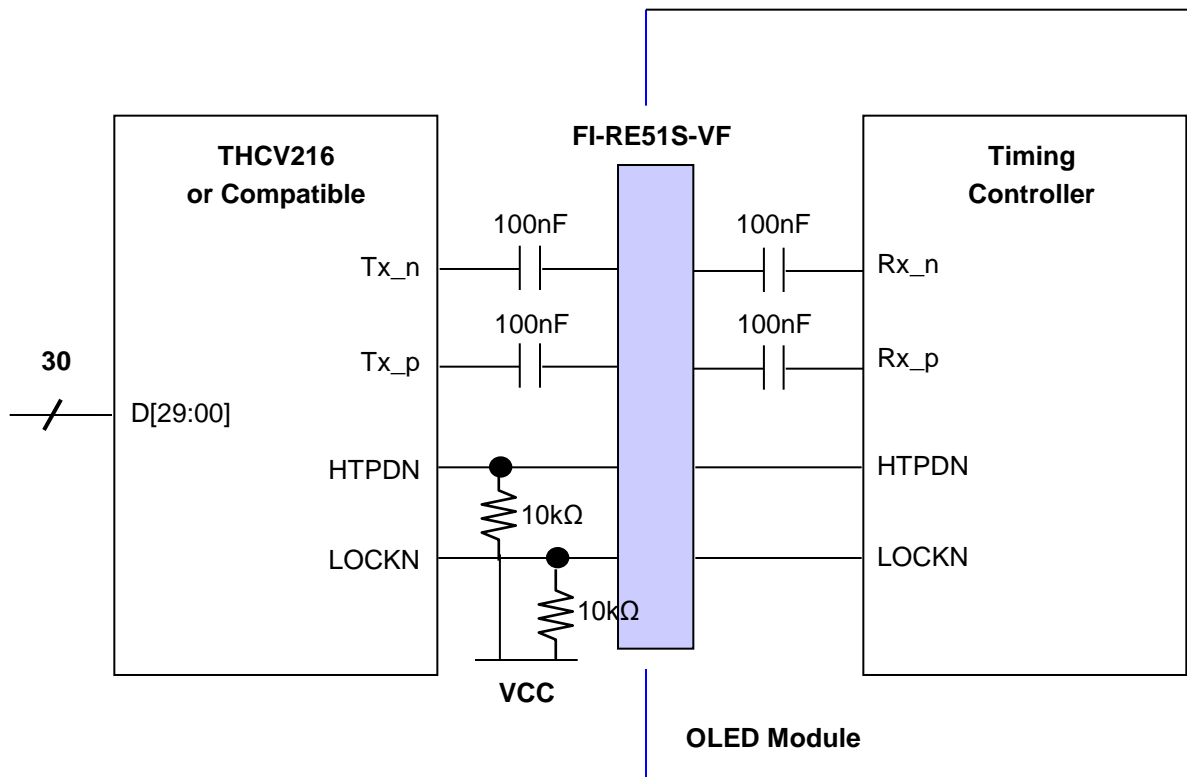 FI-RE51S-VF
THCV216
or Compatible
Timing
Controller
100nF
100nF
Tx_n
Rx_n
100nF
100nF
30
Tx_p
Rx_p
D[29:00]
HTPDN
HTPDN
10kΩ
LOCKN
LOCKN
10kΩ
VCC
OLED Module